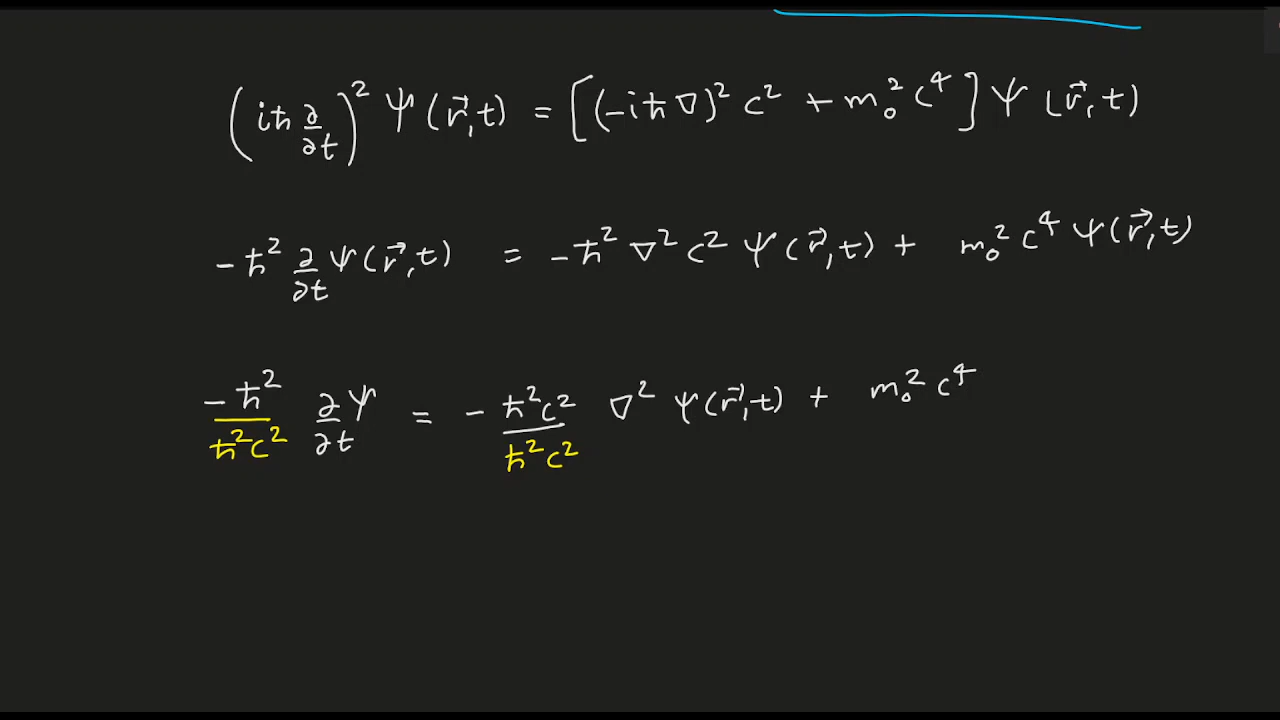 (iħ ∂/∂t)² Ψ(r⃗,t) = [(-iħ∇)² c² + m₀² c⁴] Ψ(r⃗,t)
-ħ² ∂/∂t Ψ(r⃗,t) = -ħ² ∇² c² Ψ(r⃗,t) + m₀² c⁴ Ψ(r⃗,t)
-ħ²/ħ²c² ∂Ψ/∂t = -ħ²c²/ħ²c² ∇² Ψ(r⃗,t) + m₀² c⁴